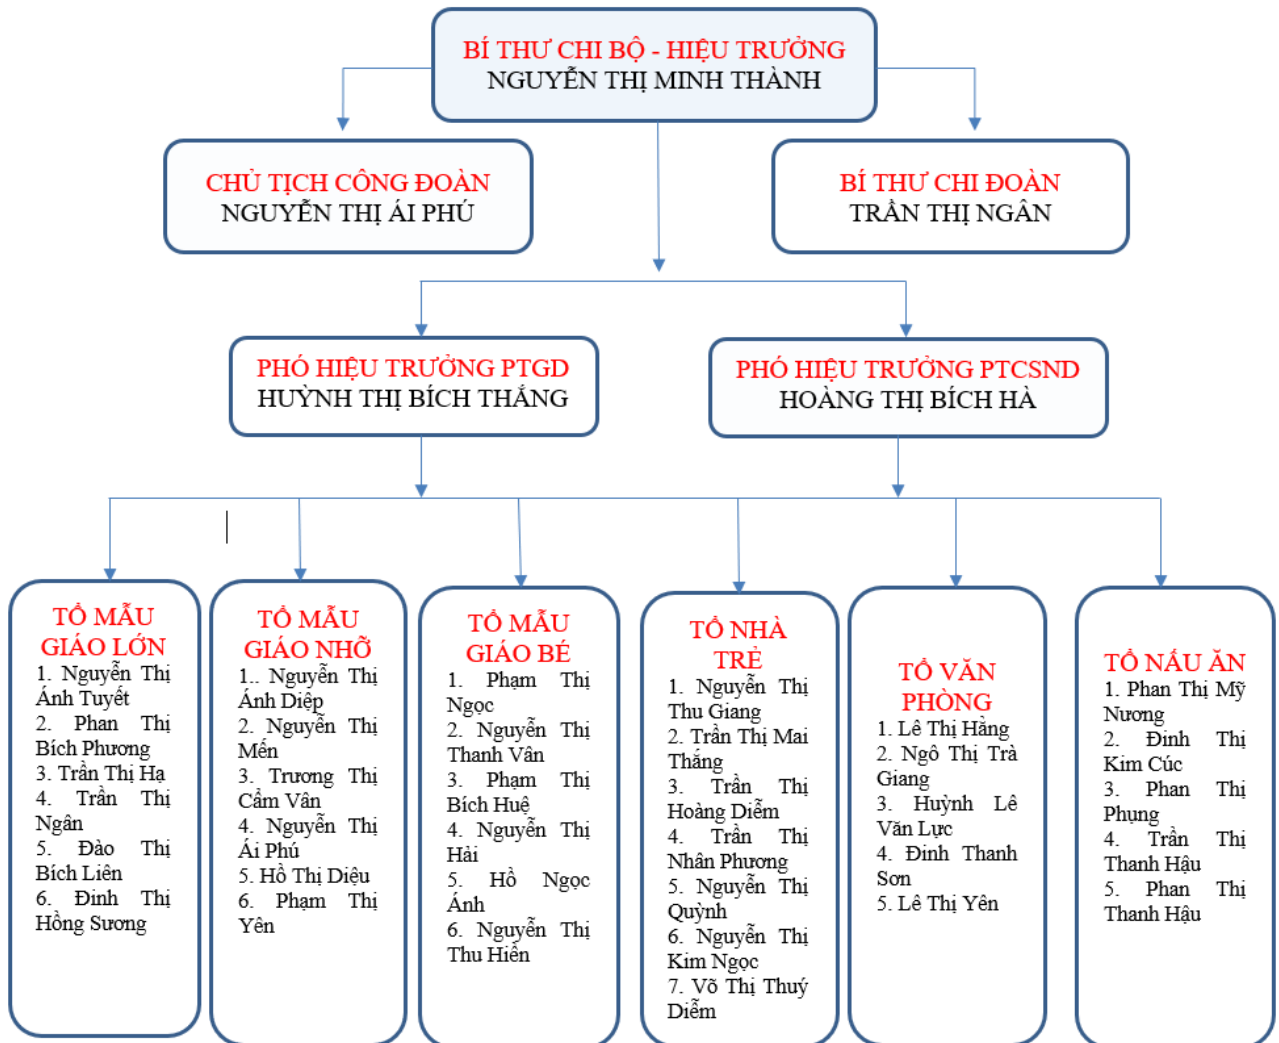 BÍ THƯ CHI BỘ - HIỆU TRƯỞNG
NGUYỄN THỊ MINH THÀNH
CHỦ TỊCH CÔNG ĐOÀN
NGUYỄN THỊ ÁI PHÚ
BÍ THƯ CHI ĐOÀN
TRẦN THỊ NGÂN
PHÓ HIỆU TRƯỞNG PTGD
HUỲNH THỊ BÍCH THẮNG
PHÓ HIỆU TRƯỞNG PTCSND
HOÀNG THỊ BÍCH HÀ
TỔ MẪU
GIÁO LỚN
1. Nguyễn Thị
Ánh Tuyết
2. Phan Thị
Bích Phương
3. Trần Thị Hạ
4. Trần Thị
Ngân
5. Đào Thị
Bích Liên
6. Đinh Thị
Hồng Sương
TỔ MẪU
GIÁO NHỠ
1.. Nguyễn Thị
Ánh Diệp
2. Nguyễn Thị
Mến
3. Trương Thị
Cẩm Vân
4. Nguyễn Thị
Ái Phú
5. Hồ Thị Diệu
6. Phạm Thị
Yên
TỔ MẪU
GIÁO BÉ
1. Phạm Thị
Ngọc
2. Nguyễn Thị
Thanh Vân
3. Phạm Thị
Bích Huệ
4. Nguyễn Thị
Hải
5. Hồ Ngọc
Ánh
6. Nguyễn Thị
Thu Hiền
TỔ NHÀ
TRẺ
1. Nguyễn Thị
Thu Giang
2. Trần Thị Mai
Thắng
3. Trần Thị
Hoàng Diễm
4. Trần Thị
Nhân Phương
5. Nguyễn Thị
Quỳnh
6. Nguyễn Thị
Kim Ngọc
7. Võ Thị Thuý
Diễm
TỔ VĂN
PHÒNG
1. Lê Thị Hằng
2. Ngô Thị Trà
Giang
3. Huỳnh Lê
Văn Lực
4. Đinh Thanh
Sơn
5. Lê Thị Yên
TỔ NẤU ĂN
1. Phan Thị Mỹ
Nương
2. Đinh Thị
Kim Cúc
3. Phan Thị
Phụng
4. Trần Thị
Thanh Hậu
5. Phan Thị
Thanh Hậu